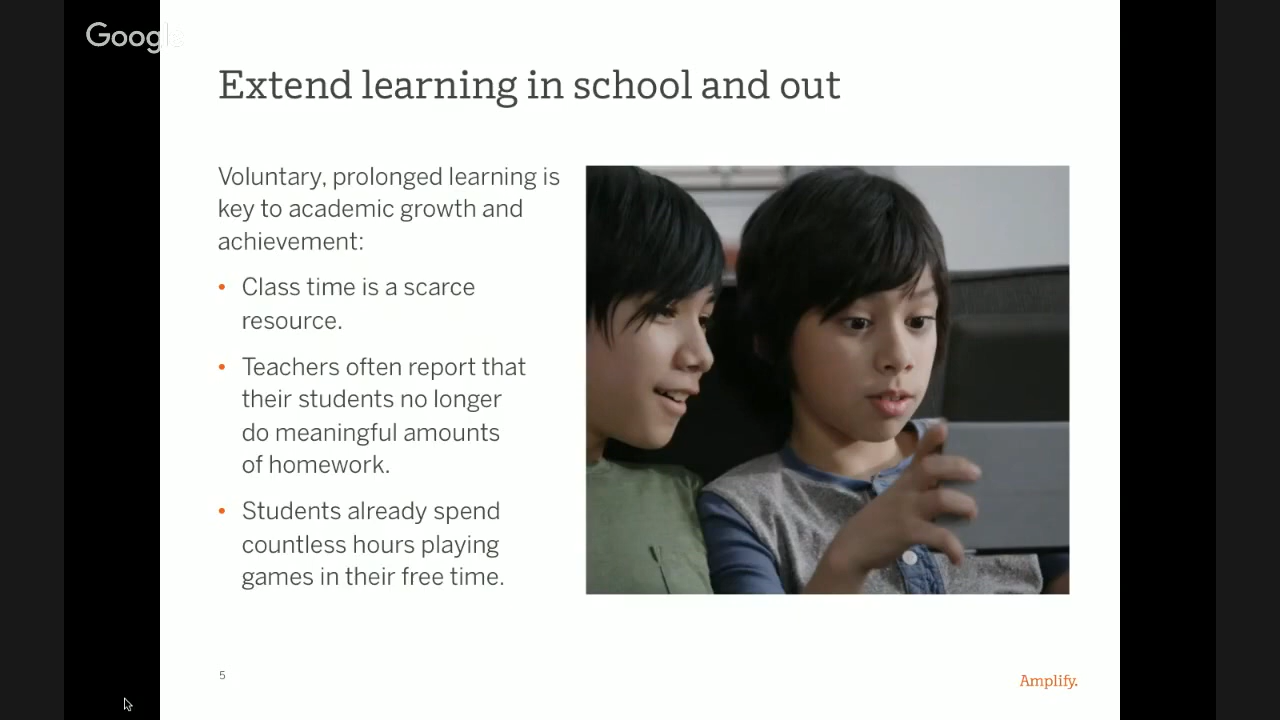 Google
Extend learning in school and out
Voluntary, prolonged learning is
key to academic growth and
achievement:
• Class time is a scarce
resource.
• Teachers often report that
their students no longer
do meaningful amounts
of homework.
• Students already spend
countless hours playing
games in their free time.
5
Amplify.